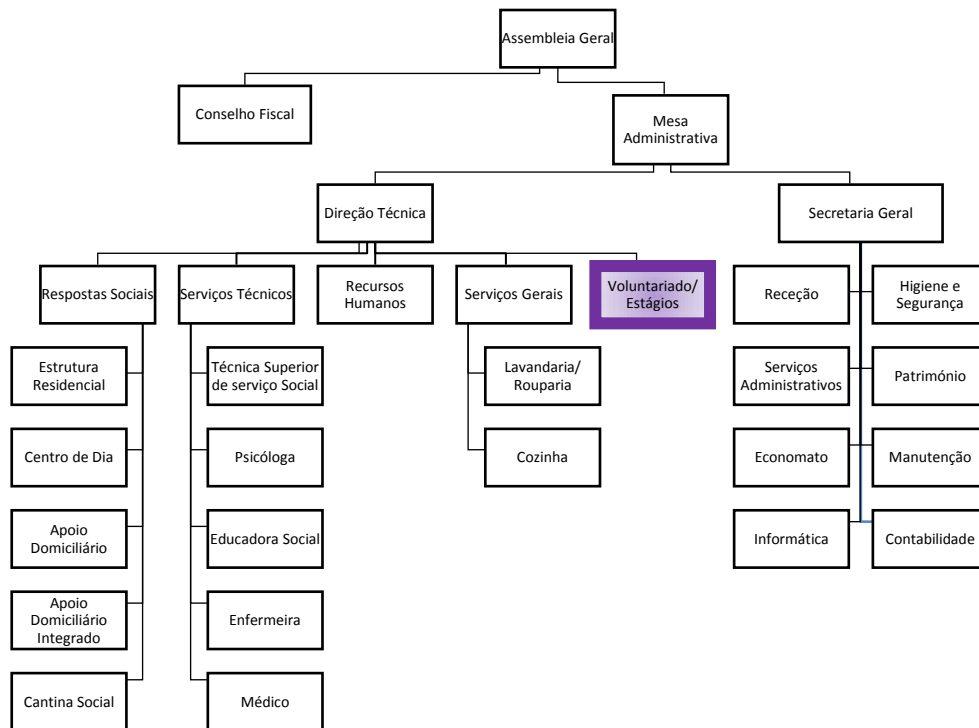 Assembleia Geral
Conselho Fiscal
Mesa
Administrativa
Direção Técnica
Secretaria Geral
Respostas Sociais
Serviços Técnicos
Recursos
Humanos
Serviços Gerais
Voluntariado/
Estágios
Receção
Higiene e
Segurança
Estrutura
Residencial
Técnica Superior
de serviço Social
Lavandaria/
Rouparia
Serviços
Administrativos
Património
Centro de Dia
Psicóloga
Cozinha
Economato
Manutenção
Apoio
Domiciliário
Educadora Social
Informática
Contabilidade
Apoio
Domiciliário
Integrado
Enfermeira
Cantina Social
Médico